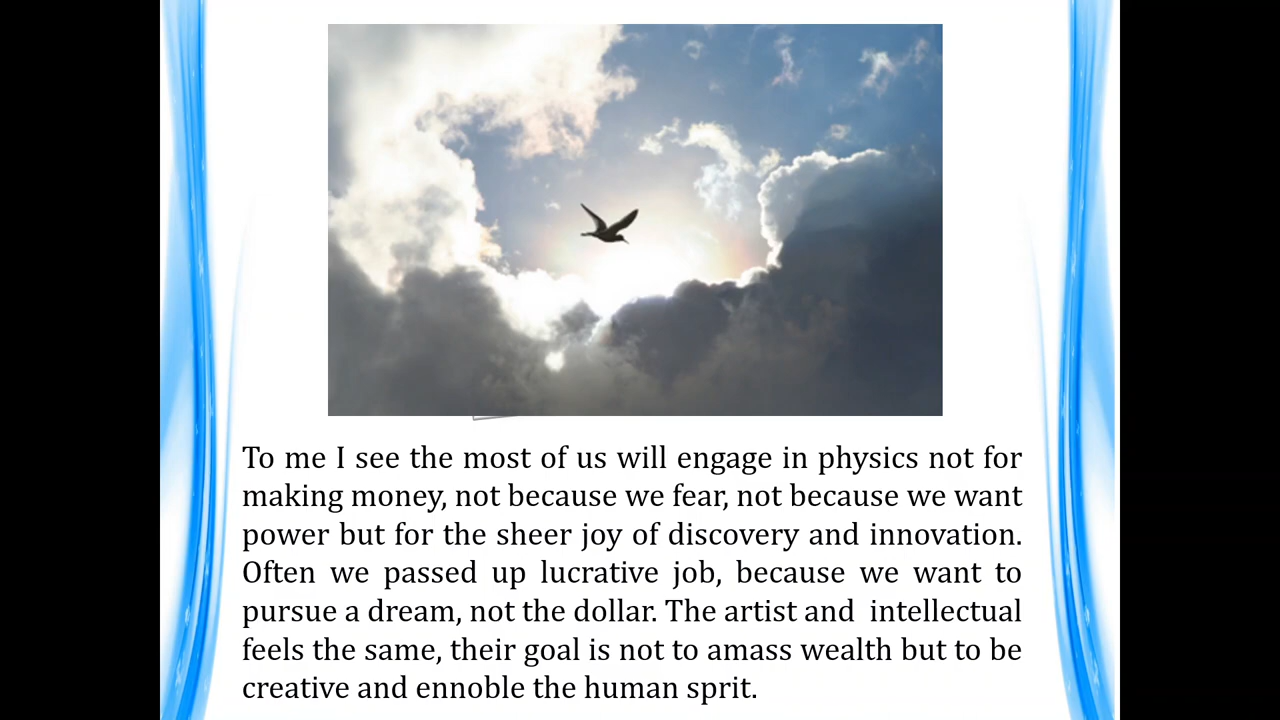 To me I see the most of us will engage in physics not for
making money, not because we fear, not because we want
power but for the sheer joy of discovery and innovation.
Often we passed up lucrative job, because we want to
pursue a dream, not the dollar. The artist and  intellectual
feels the same, their goal is not to amass wealth but to be
creative and ennoble the human sprit.